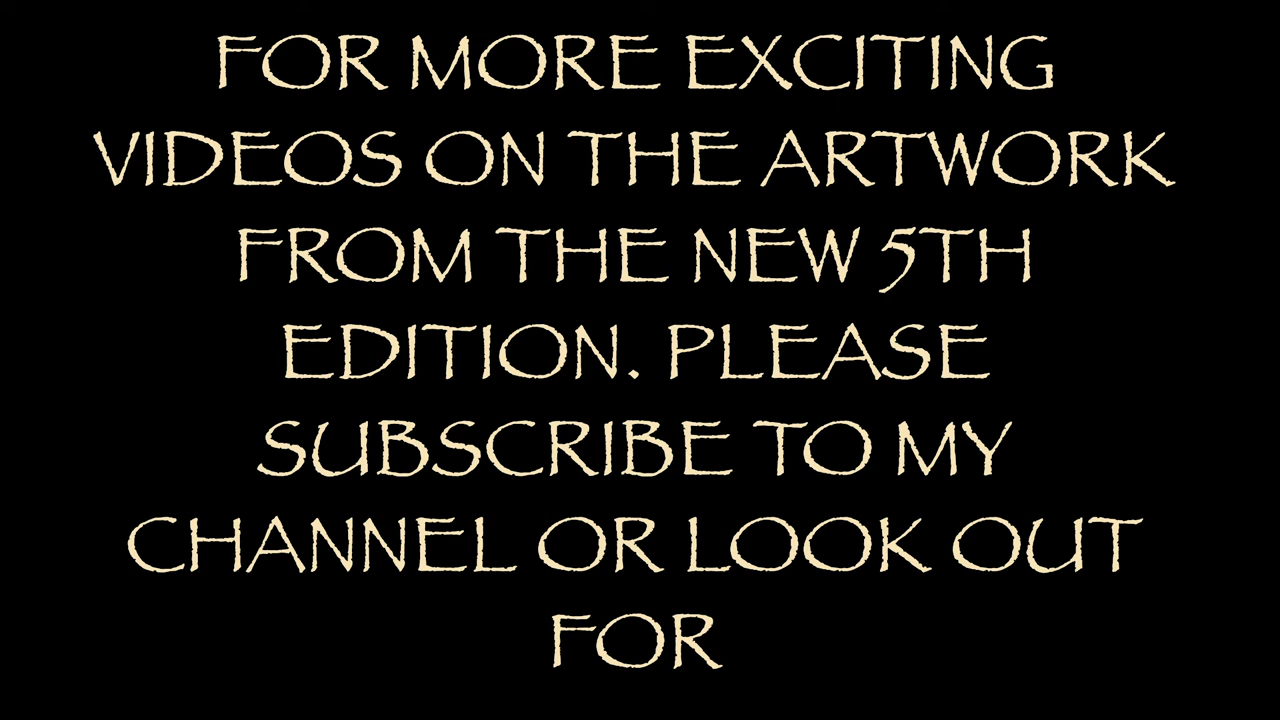 FOR MORE EXCITING
VIDEOS ON THE ARTWORK
FROM THE NEW 5TH
EDITION. PLEASE
SUBSCRIBE TO MY
CHANNEL OR LOOK OUT
FOR